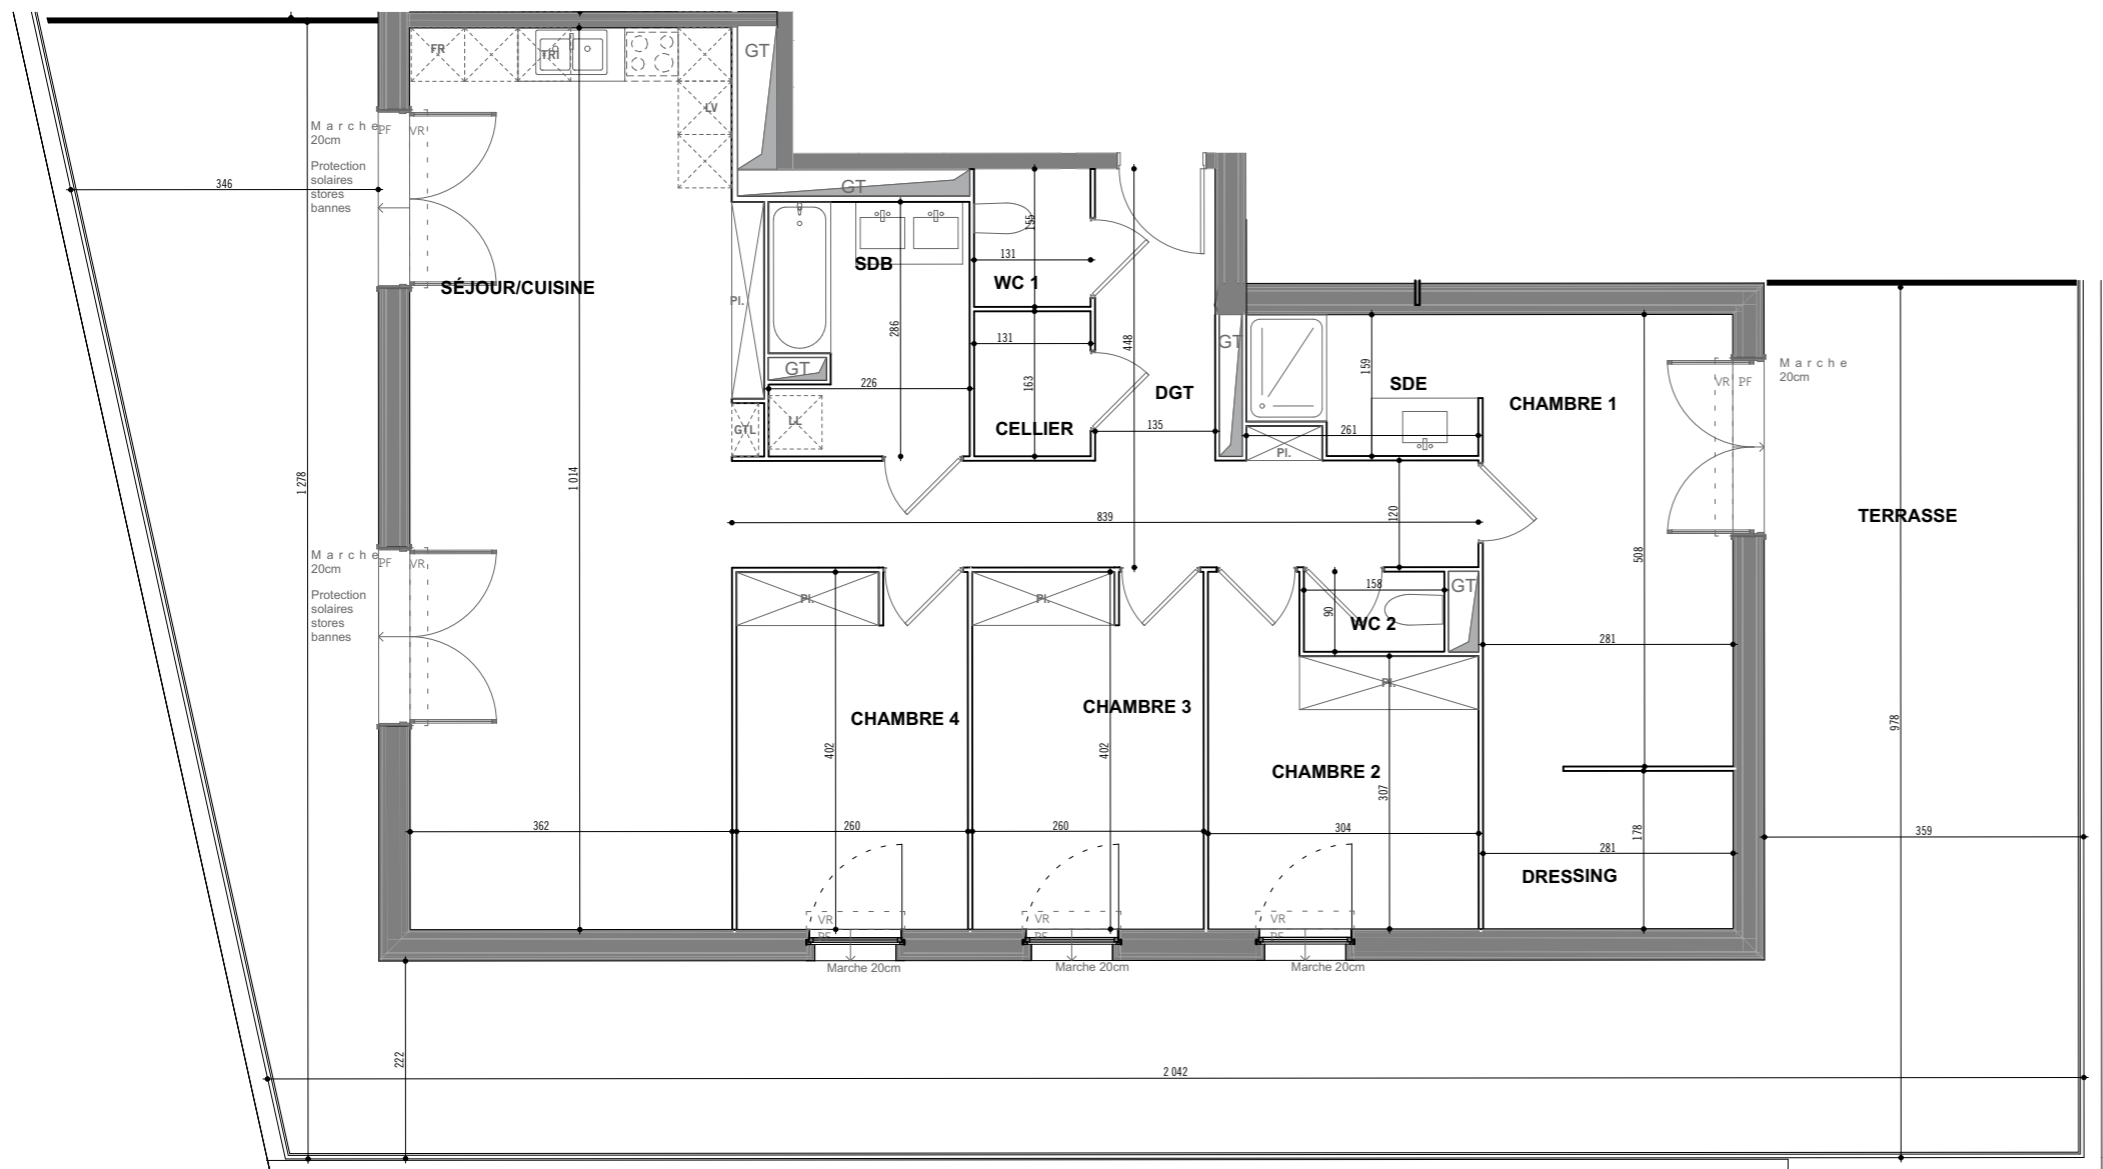 FR
TRI
GT
LV
Marche
20cm
PF
VR
Protection
solaires
stores
bannes
346
GT
155
131
SDB
WC 1
SÉJOUR/CUISINE
Pl.
286
131
448
GT
159
Marche
20cm
GT
226
163
SDE
VR
PF
DGT
CHAMBRE 1
LL
GTL
CELLIER
135
261
Pl.
1 278
1 014
839
120
TERRASSE
Marche
20cm
PF
VR
508
Protection
solaires
stores
bannes
Pl.
Pl.
158
GT
90
WC 2
281
Pl.
CHAMBRE 4
CHAMBRE 3
978
402
402
CHAMBRE 2
307
362
260
260
304
178
359
281
DRESSING
VR
PF
VR
PF
VR
PF
Marche 20cm
Marche 20cm
Marche 20cm
222
2 042